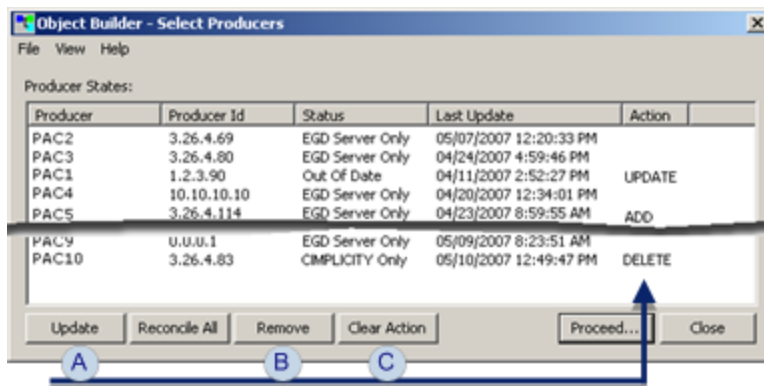 Object Builder - Select Producers
File View Help
Producer States:
Producer Producer Id Status Last Update Action
PAC2 3.26.4.69 EGD Server Only 05/07/2007 12:20:33 PM
PAC3 3.26.4.80 EGD Server Only 04/24/2007 4:59:46 PM
PAC1 1.2.3.90 Out Of Date 04/11/2007 2:52:27 PM UPDATE
PAC4 10.10.10.10 EGD Server Only 04/20/2007 12:34:01 PM
PAC5 3.26.4.114 EGD Server Only 04/23/2007 8:59:55 AM ADD
PAC9 0.0.0.1 EGD Server Only 05/09/2007 8:23:51 AM
PAC10 3.26.4.83 CIMPLICITY Only 05/10/2007 12:49:47 PM DELETE
Update Reconcile All Remove Clear Action Proceed... Close
A B C